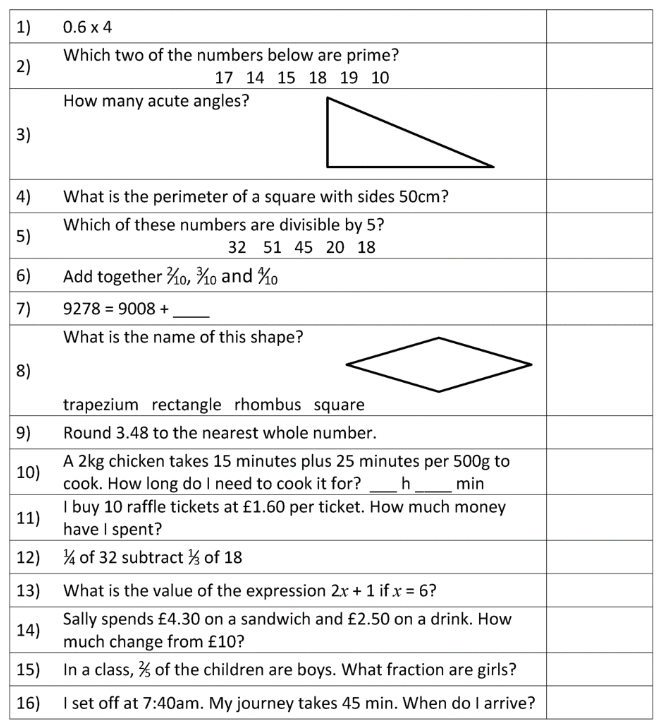 1) 0.6 x 4
2) Which two of the numbers below are prime?
17 14 15 18 19 10
3) How many acute angles?
4) What is the perimeter of a square with sides 50cm?
5) Which of these numbers are divisible by 5?
32 51 45 20 18
6) Add together 2/10, 3/10 and 4/10
7) 9278 = 9008 + ____
8) What is the name of this shape?
trapezium rectangle rhombus square
9) Round 3.48 to the nearest whole number.
10) A 2kg chicken takes 15 minutes plus 25 minutes per 500g to
cook. How long do I need to cook it for? ___ h ____ min
11) I buy 10 raffle tickets at £1.60 per ticket. How much money
have I spent?
12) ¼ of 32 subtract ⅓ of 18
13) What is the value of the expression 2x + 1 if x = 6?
14) Sally spends £4.30 on a sandwich and £2.50 on a drink. How
much change from £10?
15) In a class, ⅖ of the children are boys. What fraction are girls?
16) I set off at 7:40am. My journey takes 45 min. When do I arrive?